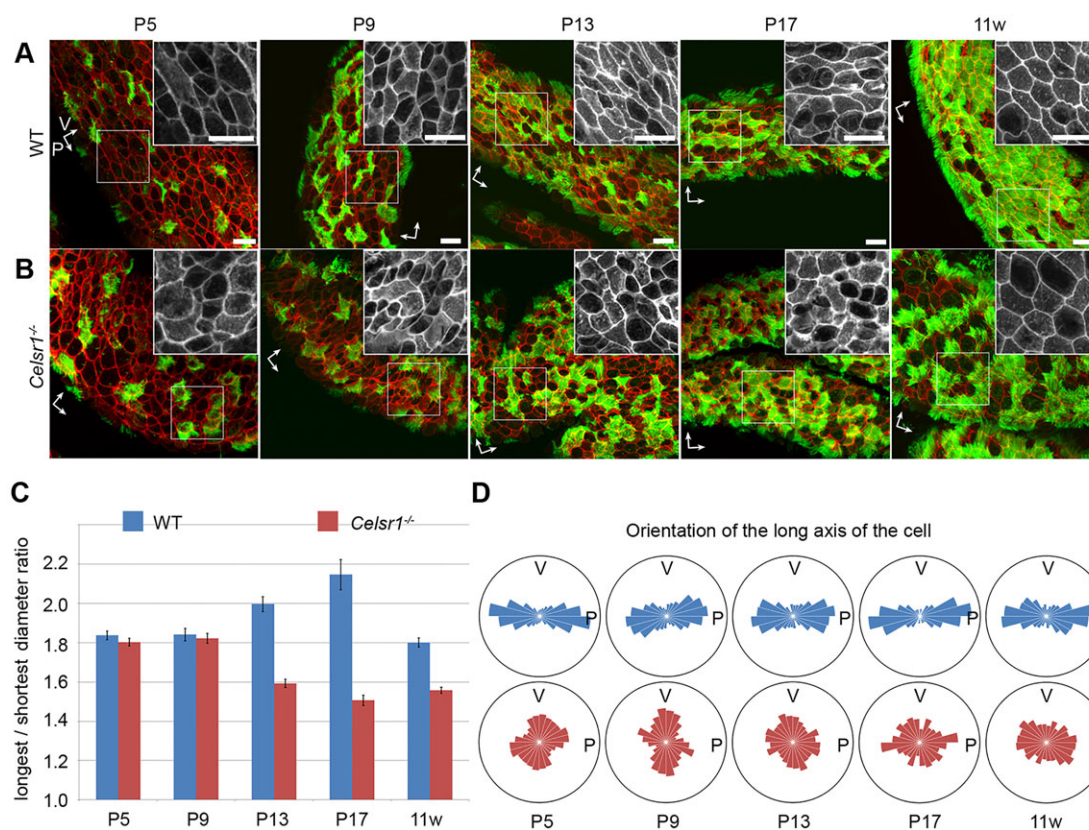 P5 P9 P13 P17 11w
A
WT
V
P
B
Celsr1-/-
C
WT Celsr1-/-
longest / shortest diameter ratio
2.2
2.0
1.8
1.6
1.4
1.2
1.0
P5 P9 P13 P17 11w
D
Orientation of the long axis of the cell
V V V V V
P P P P P
V V V V V
P P P P P
P5 P9 P13 P17 11w